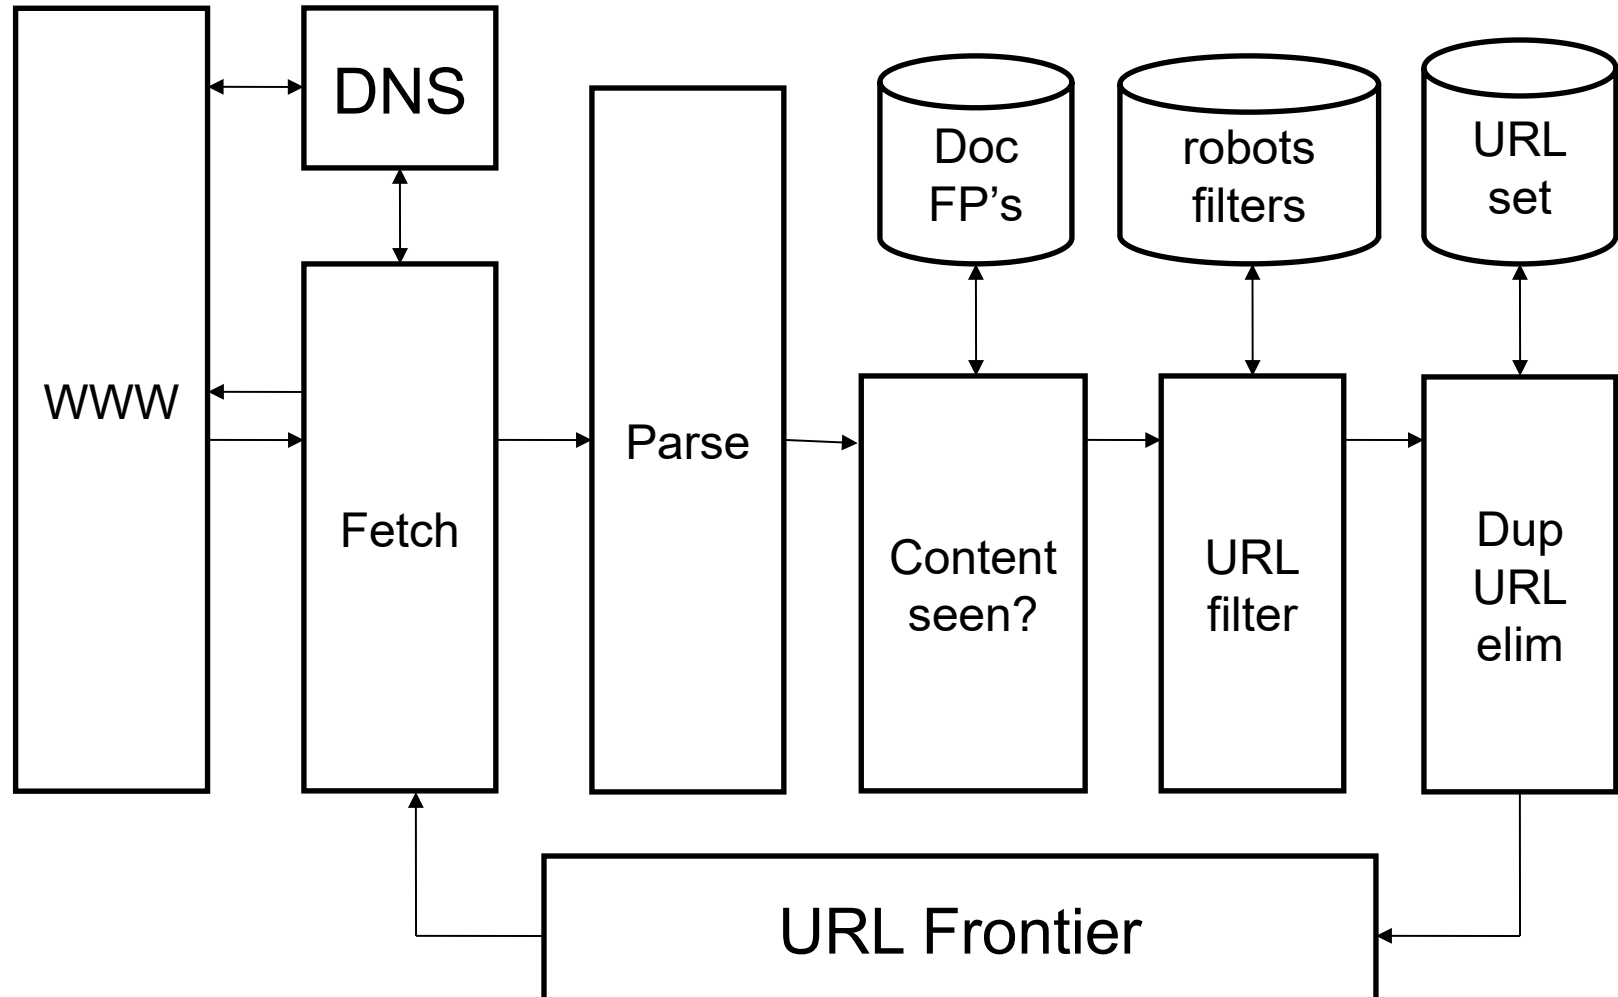 DNS
Doc
FP’s
robots
filters
URL
set
WWW
Parse
Fetch
Content
seen?
URL
filter
Dup
URL
elim
URL Frontier